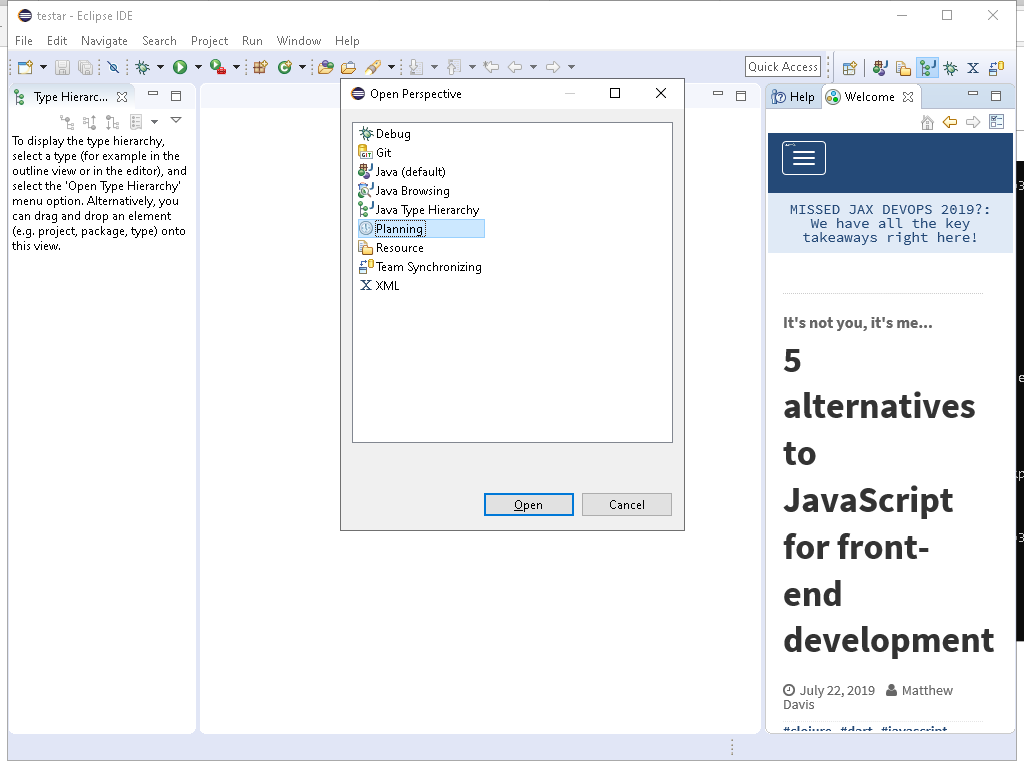 testar - Eclipse IDE
File Edit Navigate Search Project Run Window Help
Quick Access
Type Hierarc...
Help
Welcome
To display the type hierarchy,
select a type (for example in the
outline view or in the editor), and
select the 'Open Type Hierarchy'
menu option. Alternatively, you
can drag and drop an element
(e.g. project, package, type) onto
this view.
Open Perspective
Debug
GIT Git
Java (default)
Java Browsing
Java Type Hierarchy
Planning
Resource
Team Synchronizing
X XML
Open
Cancel
MISSED JAX DEVOPS 2019?:
We have all the key
takeaways right here!
It's not you, it's me...
5
alternatives
to
JavaScript
for front-
end
development
July 22, 2019 Matthew
Davis
#clojure #dart #javascript